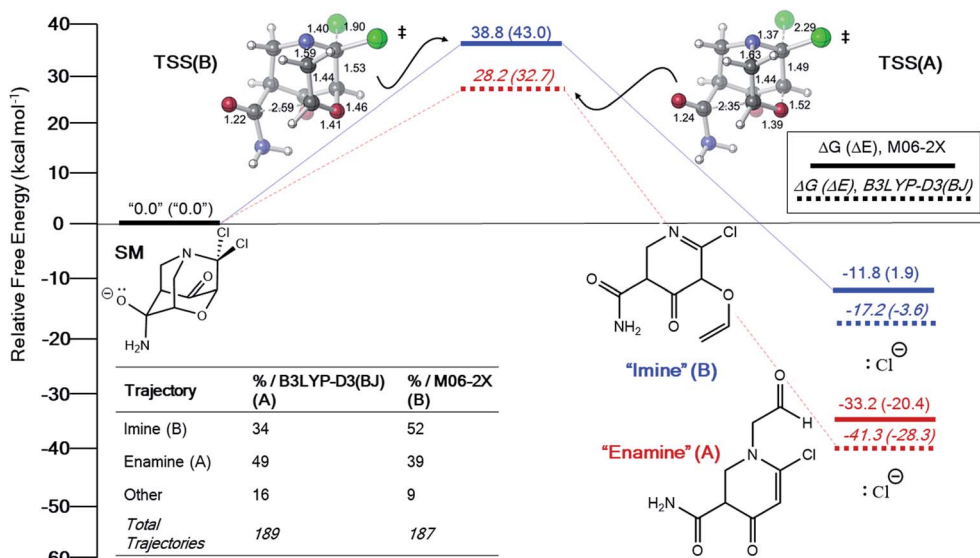 Relative Free Energy (kcal mol⁻¹)
40
30
20
10
0
-10
-20
-30
-40
-50
-60
TSS(B)
‡
1.40
1.90
1.59
1.53
1.44
2.59
1.46
1.22
1.41
38.8 (43.0)
28.2 (32.7)
TSS(A)
‡
1.37
2.29
1.63
1.49
1.44
2.35
1.52
1.24
1.39
ΔG (ΔE), M06-2X
ΔG (ΔE), B3LYP-D3(BJ)
"0.0" ("0.0")
SM
Cl
Cl
N
O
⊖
:O
O
H₂N
N
Cl
O
O
NH₂
O
"Imine" (B)
-11.8 (1.9)
-17.2 (-3.6)
:Cl⊖
O
H
N
Cl
H₂N
O
O
"Enamine" (A)
-33.2 (-20.4)
-41.3 (-28.3)
:Cl⊖
Trajectory % / B3LYP-D3(BJ) (A) % / M06-2X (B)
Imine (B) 34 52
Enamine (A) 49 39
Other 16 9
Total Trajectories 189 187